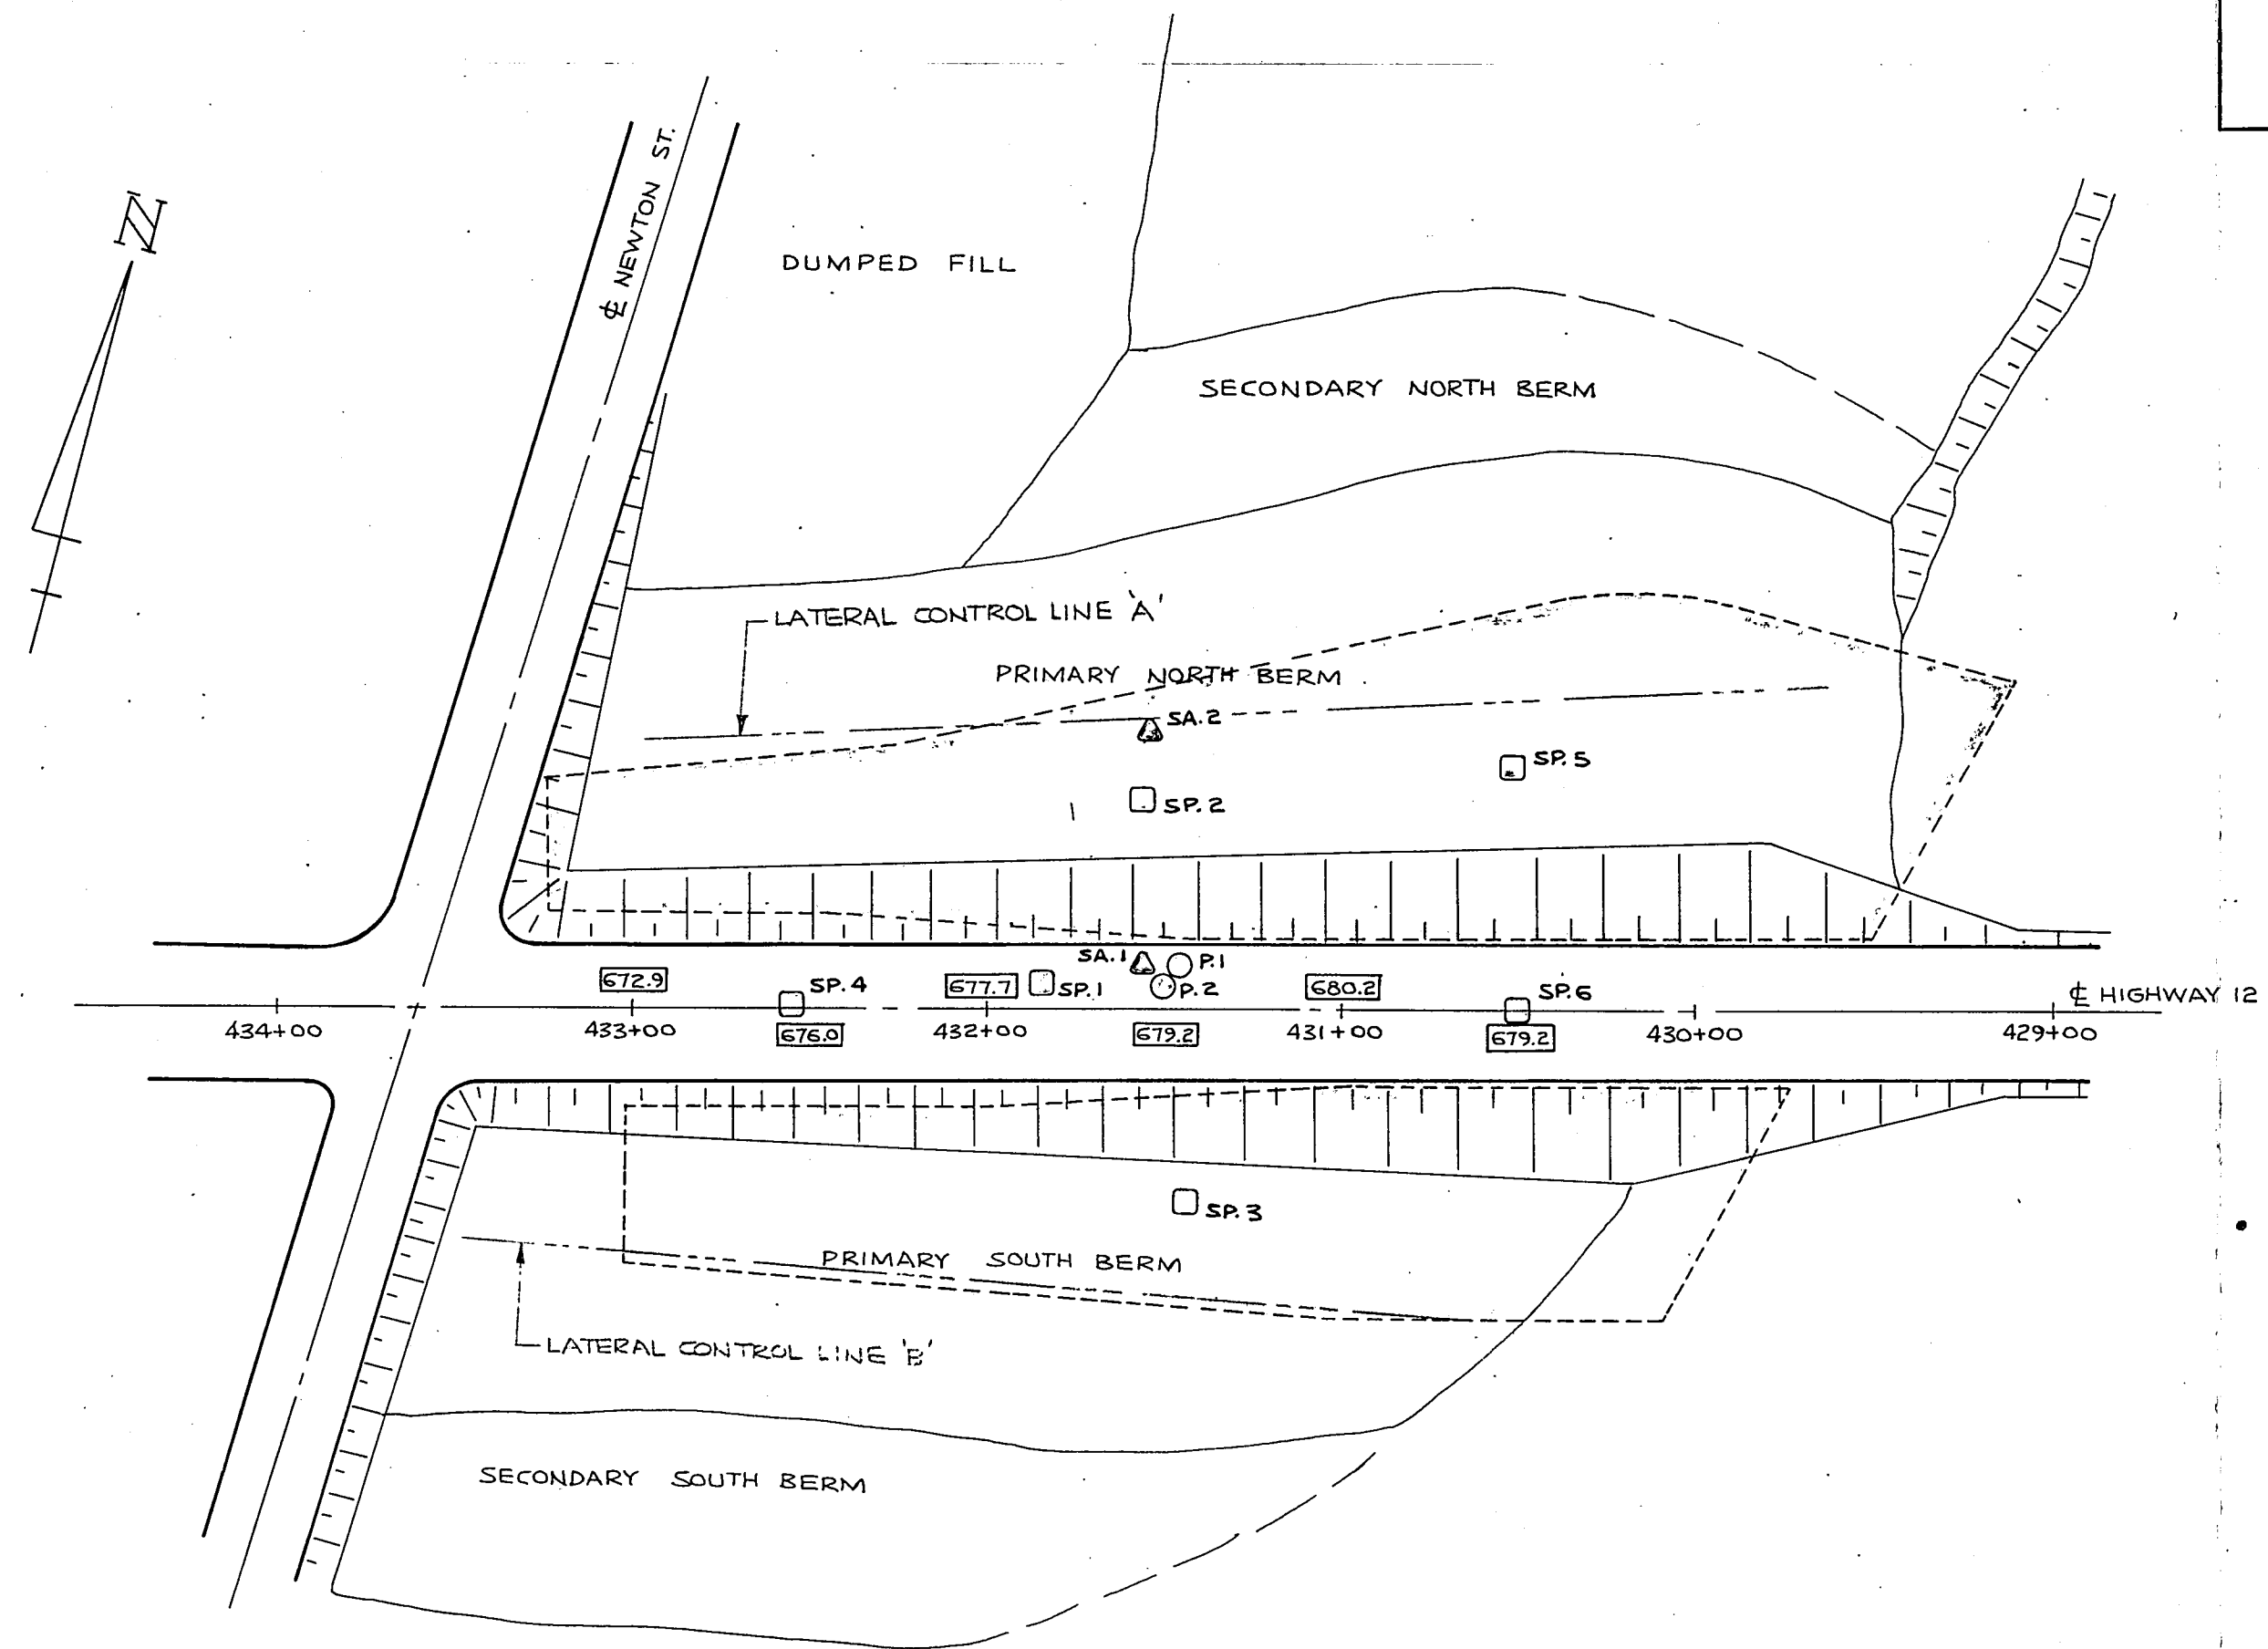 N
℄ NEWTON ST.
DUMPED FILL
SECONDARY NORTH BERM
LATERAL CONTROL LINE 'A'
PRIMARY NORTH BERM
SA.2
SP.5
SP.2
SA.1
P.1
672.9
SP.4
677.7
SP.1
P.2
680.2
SP.6
℄ HIGHWAY 12
434+00
433+00
676.0
432+00
679.2
431+00
679.2
430+00
429+00
SP.3
PRIMARY SOUTH BERM
LATERAL CONTROL LINE 'B'
SECONDARY SOUTH BERM